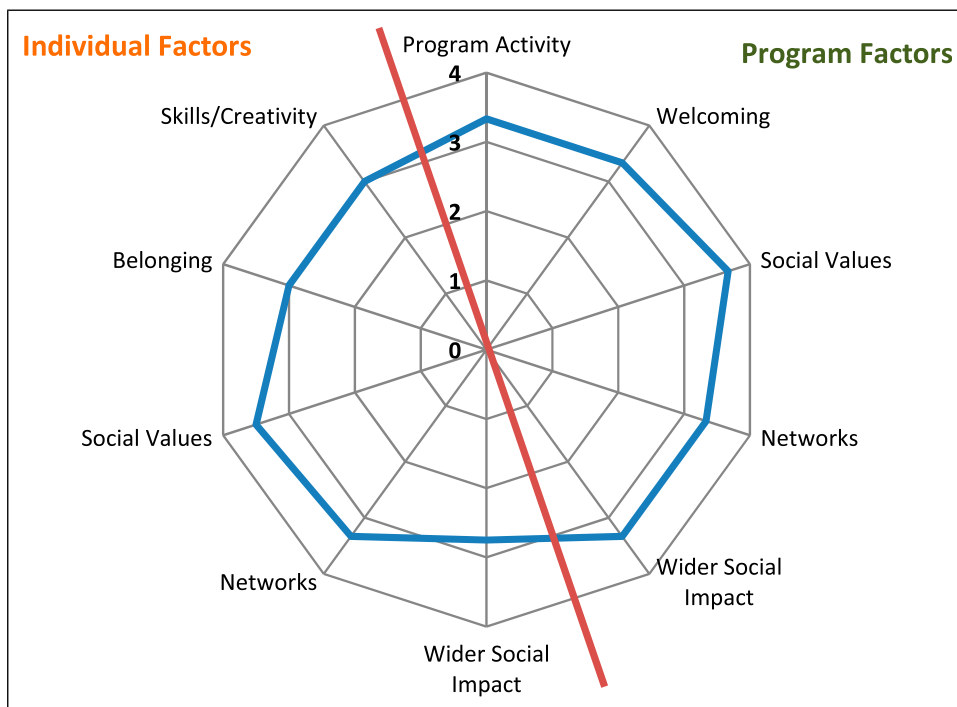 Individual Factors
Program Activity
Program Factors
4
Skills/Creativity
Welcoming
3
2
Belonging
Social Values
1
0
Social Values
Networks
Networks
Wider Social
Impact
Wider Social
Impact